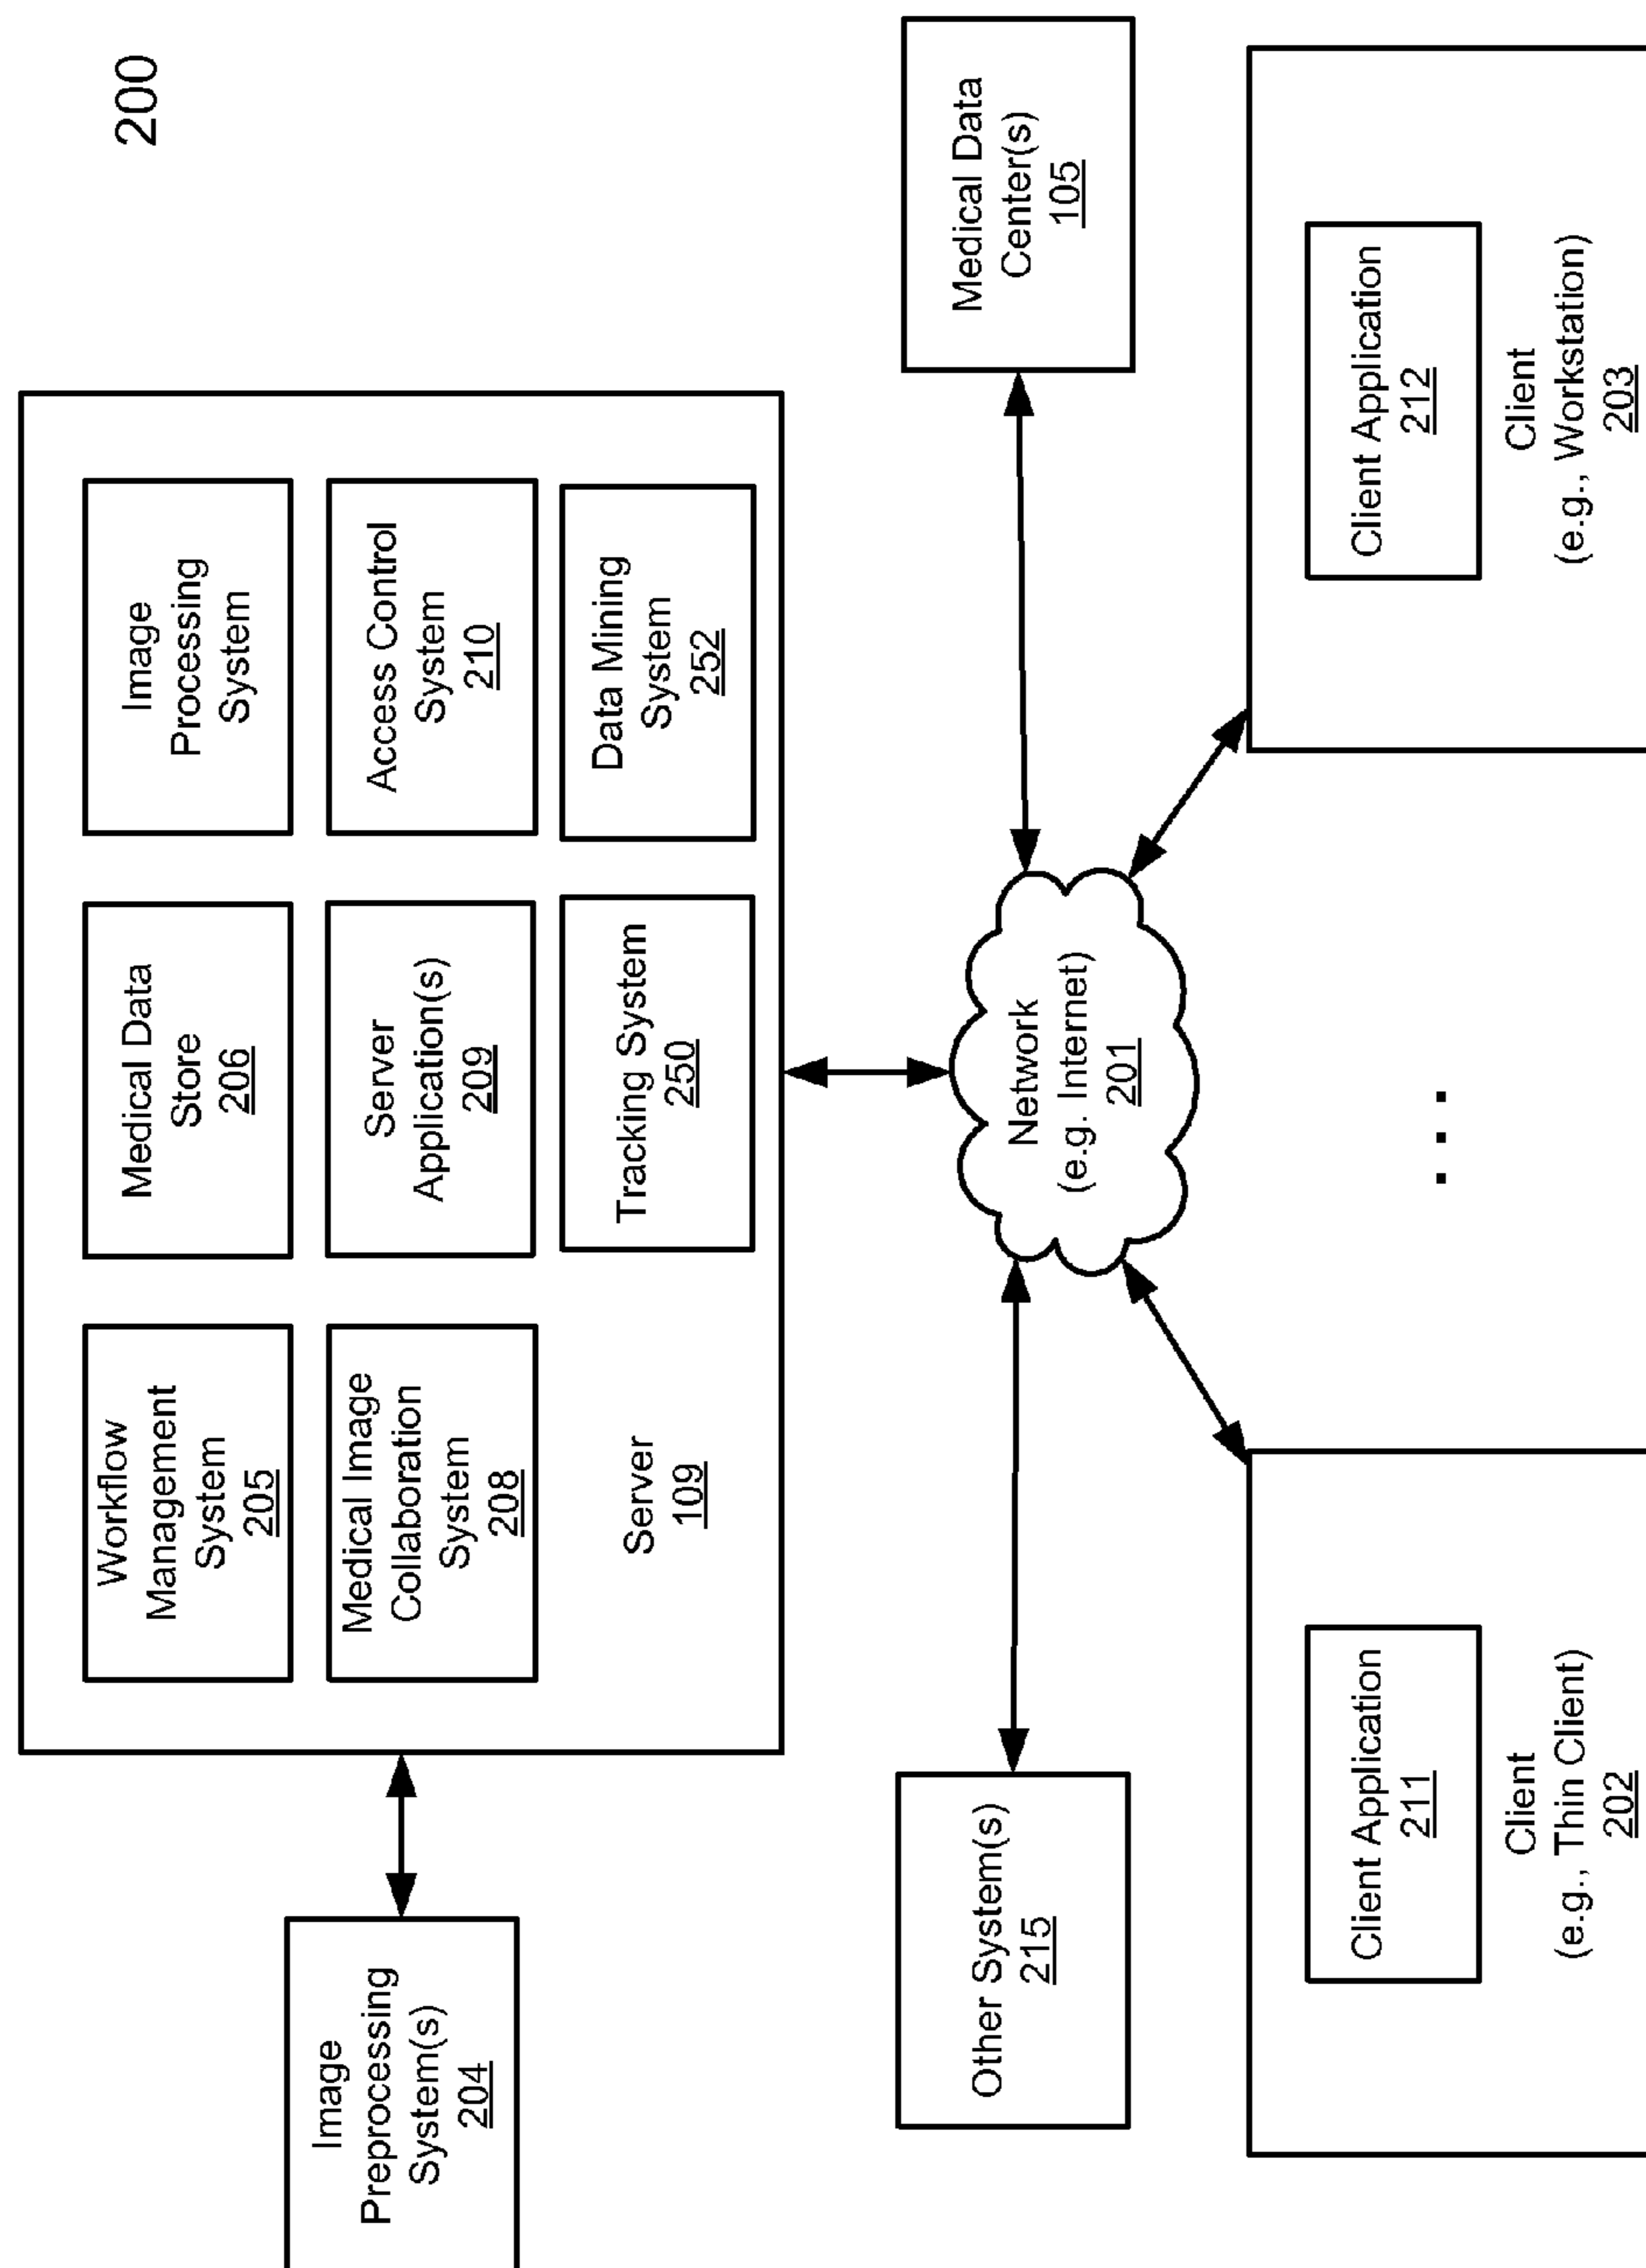 200
Workflow
Management
System
205
Medical Data
Store
206
Image
Processing
System
Medical Image
Collaboration
System
208
Server
Application(s)
209
Access Control
System
210
Server
109
Tracking System
250
Data Mining
System
252
Image
Preprocessing
System(s)
204
Other System(s)
215
Network
(e.g. Internet)
201
Medical Data
Center(s)
105
Client Application
211
Client
(e.g., Thin Client)
202
. . .
Client Application
212
Client
(e.g., Workstation)
203